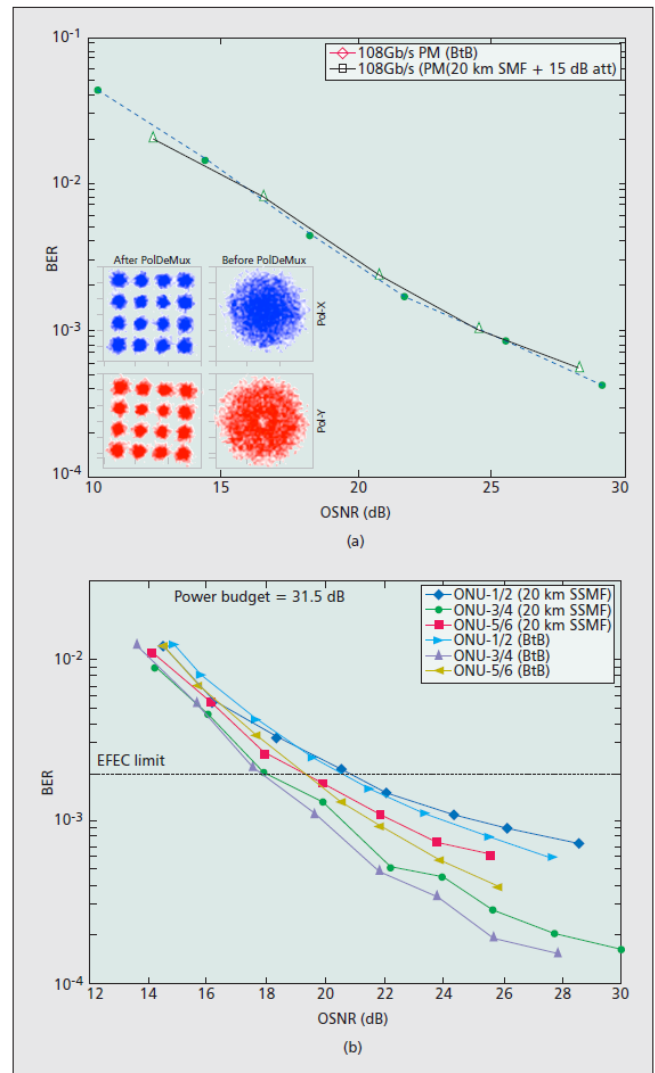 10-1
108Gb/s PM (BtB)
108Gb/s (PM(20 km SMF + 15 dB att)
10-2
BER
After PolDeMux
Before PolDeMux
Pol-X
10-3
Pol-Y
10-4
10
15
20
25
30
OSNR (dB)
(a)
Power budget = 31.5 dB
ONU-1/2 (20 km SSMF)
ONU-3/4 (20 km SSMF)
ONU-5/6 (20 km SSMF)
ONU-1/2 (BtB)
ONU-3/4 (BtB)
ONU-5/6 (BtB)
10-2
EFEC limit
BER
10-3
10-4
12
14
16
18
20
22
24
26
28
30
OSNR (dB)
(b)